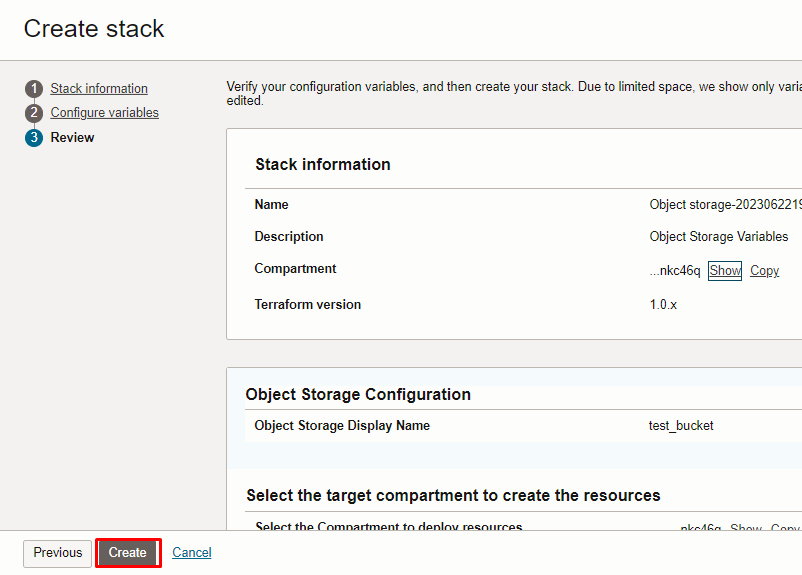 Create stack
1 Stack information
2 Configure variables
3 Review
Verify your configuration variables, and then create your stack. Due to limited space, we show only varia
edited.
Stack information
Name Object storage-2023062219
Description Object Storage Variables
Compartment ...nkc46q Show Copy
Terraform version 1.0.x
Object Storage Configuration
Object Storage Display Name test_bucket
Select the target compartment to create the resources
Select the Compartment to deploy resources nkc46q Show Copy
Previous Create Cancel